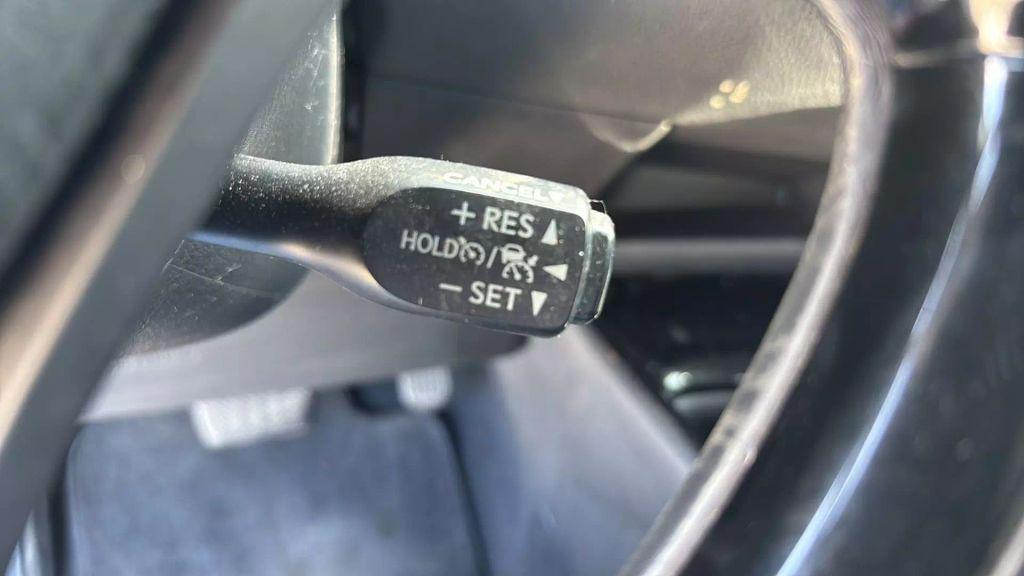 CANCEL
+ RES ▲
HOLD / ◄
− SET ▼